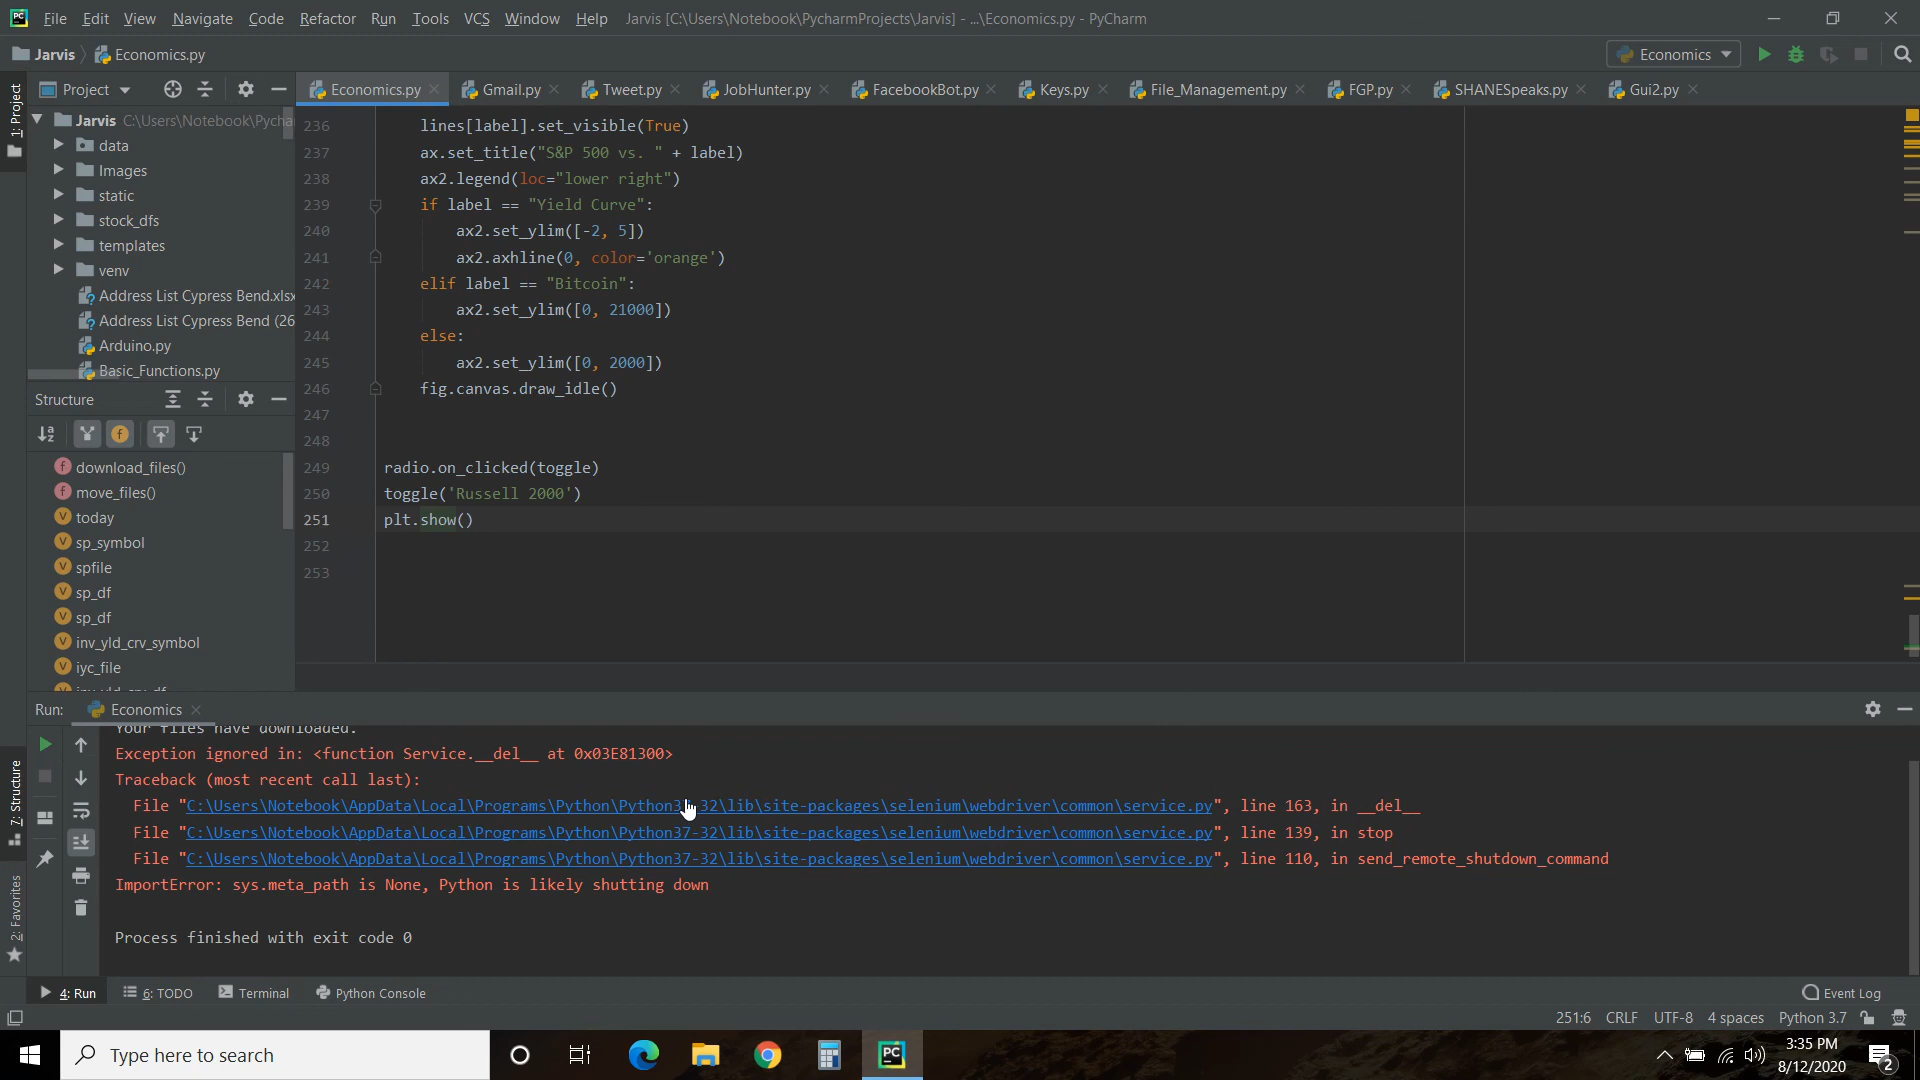 File Edit View Navigate Code Refactor Run Tools VCS Window Help Jarvis [C:\Users\Notebook\PycharmProjects\Jarvis] - ...\Economics.py - PyCharm
Jarvis Economics.py
Economics
1: Project
Project
Economics.py Gmail.py Tweet.py JobHunter.py FacebookBot.py Keys.py File_Management.py FGP.py SHANESpeaks.py Gui2.py
Jarvis C:\Users\Notebook\Pycha
data
Images
static
stock_dfs
templates
venv
Address List Cypress Bend.xlsx
Address List Cypress Bend (26
Arduino.py
Basic_Functions.py
Structure
download_files()
move_files()
today
sp_symbol
spfile
sp_df
sp_df
inv_yld_crv_symbol
iyc_file
236 lines[label].set_visible(True)
237 ax.set_title("S&P 500 vs. " + label)
238 ax2.legend(loc="lower right")
239 if label == "Yield Curve":
240 ax2.set_ylim([-2, 5])
241 ax2.axhline(0, color='orange')
242 elif label == "Bitcoin":
243 ax2.set_ylim([0, 21000])
244 else:
245 ax2.set_ylim([0, 2000])
246 fig.canvas.draw_idle()
247
248
249 radio.on_clicked(toggle)
250 toggle('Russell 2000')
251 plt.show()
252
253
Run: Economics
Your files have downloaded.
Exception ignored in: <function Service.__del__ at 0x03E81300>
Traceback (most recent call last):
File "C:\Users\Notebook\AppData\Local\Programs\Python\Python37-32\lib\site-packages\selenium\webdriver\common\service.py", line 163, in __del__
File "C:\Users\Notebook\AppData\Local\Programs\Python\Python37-32\lib\site-packages\selenium\webdriver\common\service.py", line 139, in stop
File "C:\Users\Notebook\AppData\Local\Programs\Python\Python37-32\lib\site-packages\selenium\webdriver\common\service.py", line 110, in send_remote_shutdown_command
ImportError: sys.meta_path is None, Python is likely shutting down
Process finished with exit code 0
7: Structure
2: Favorites
4: Run 6: TODO Terminal Python Console Event Log
251:6 CRLF UTF-8 4 spaces Python 3.7
Type here to search
PC
3:35 PM
8/12/2020
2